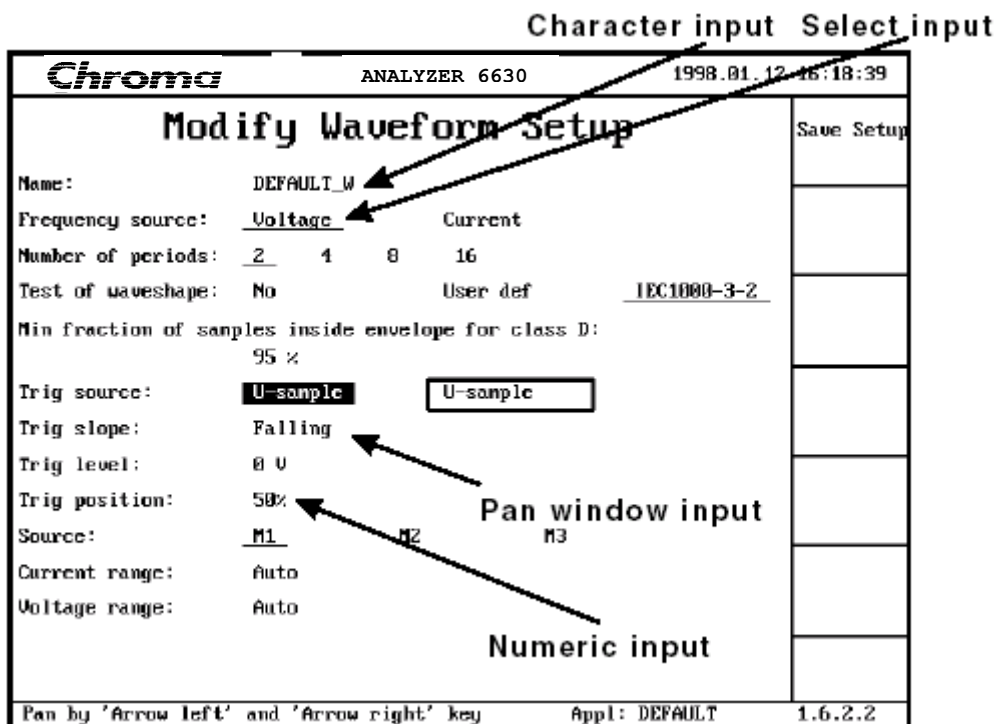 Character input Select input
Chroma ANALYZER 6630 1998.01.12 16:18:39
Modify Waveform Setup Save Setup
Name: DEFAULT_W
Frequency source: Voltage Current
Number of periods: 2 4 8 16
Test of waveshape: No User def IEC1000-3-2
Min fraction of samples inside envelope for class D:
95 %
Trig source: U-sample U-sample
Trig slope: Falling
Trig level: 0 V
Trig position: 50%
Pan window input
Source: M1 M2 M3
Current range: Auto
Voltage range: Auto
Numeric input
Pan by 'Arrow left' and 'Arrow right' key Appl: DEFAULT 1.6.2.2